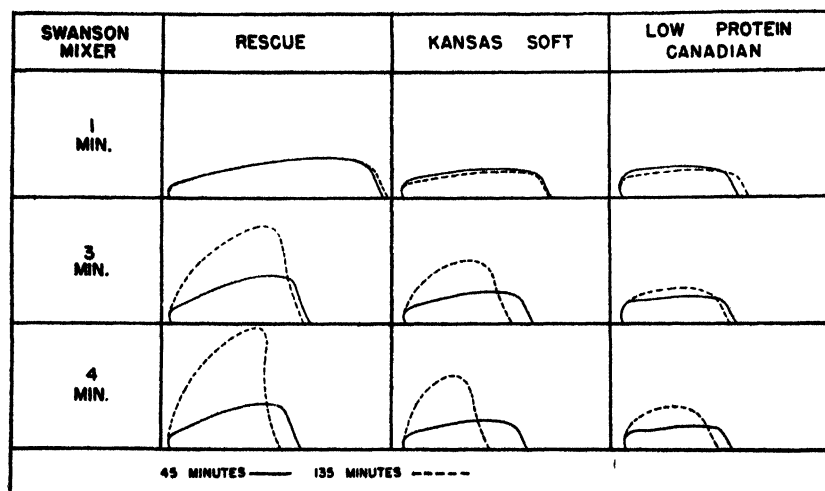 SWANSON
MIXER
RESCUE
KANSAS SOFT
LOW PROTEIN
CANADIAN
1
MIN.
3
MIN.
4
MIN.
45 MINUTES 135 MINUTES